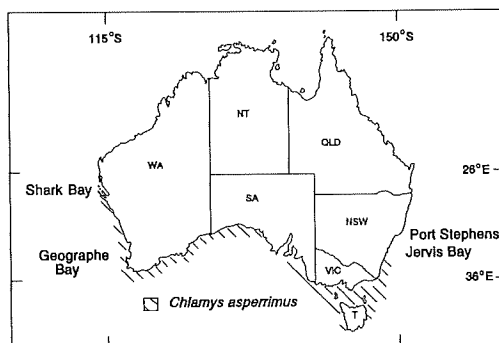 115°S
150°S
NT
QLD
WA
26°E
Shark Bay
SA
NSW
Port Stephens
Jervis Bay
Geographe
Bay
VIC
36°E
Chlamys asperrimus
T